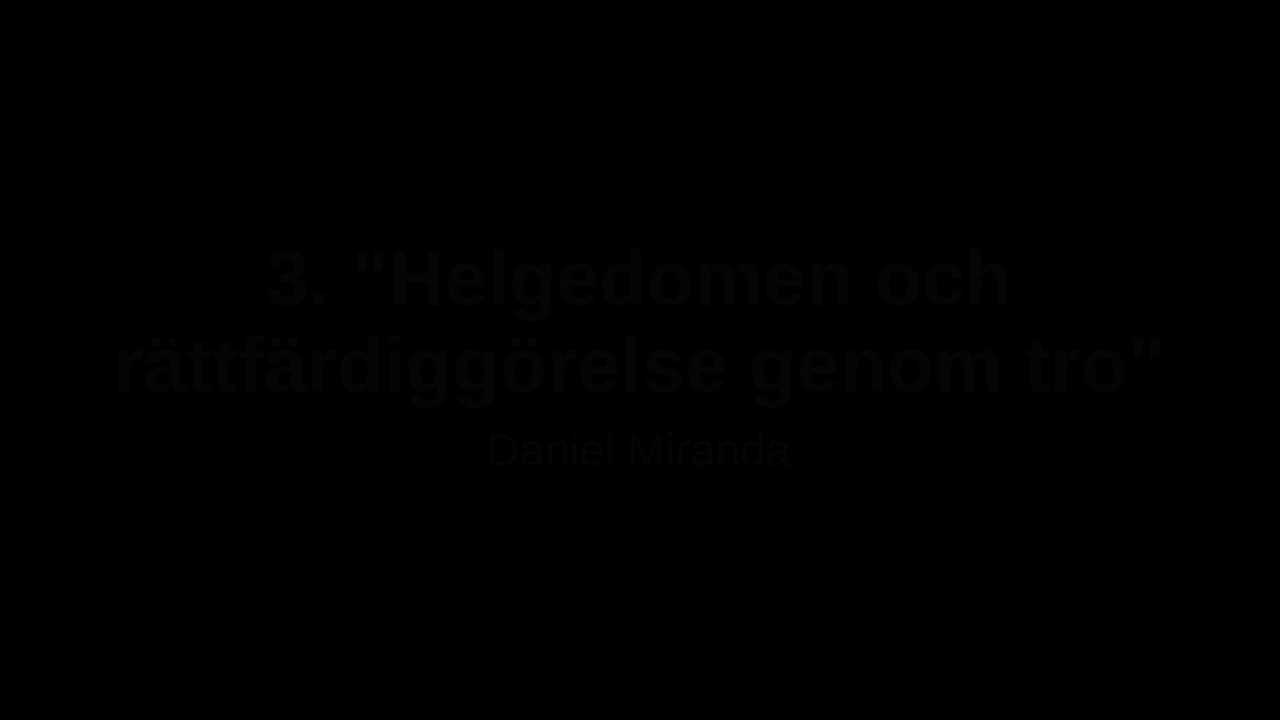 3. "Helgedomen och
rättfärdiggörelse genom tro"
Daniel Miranda